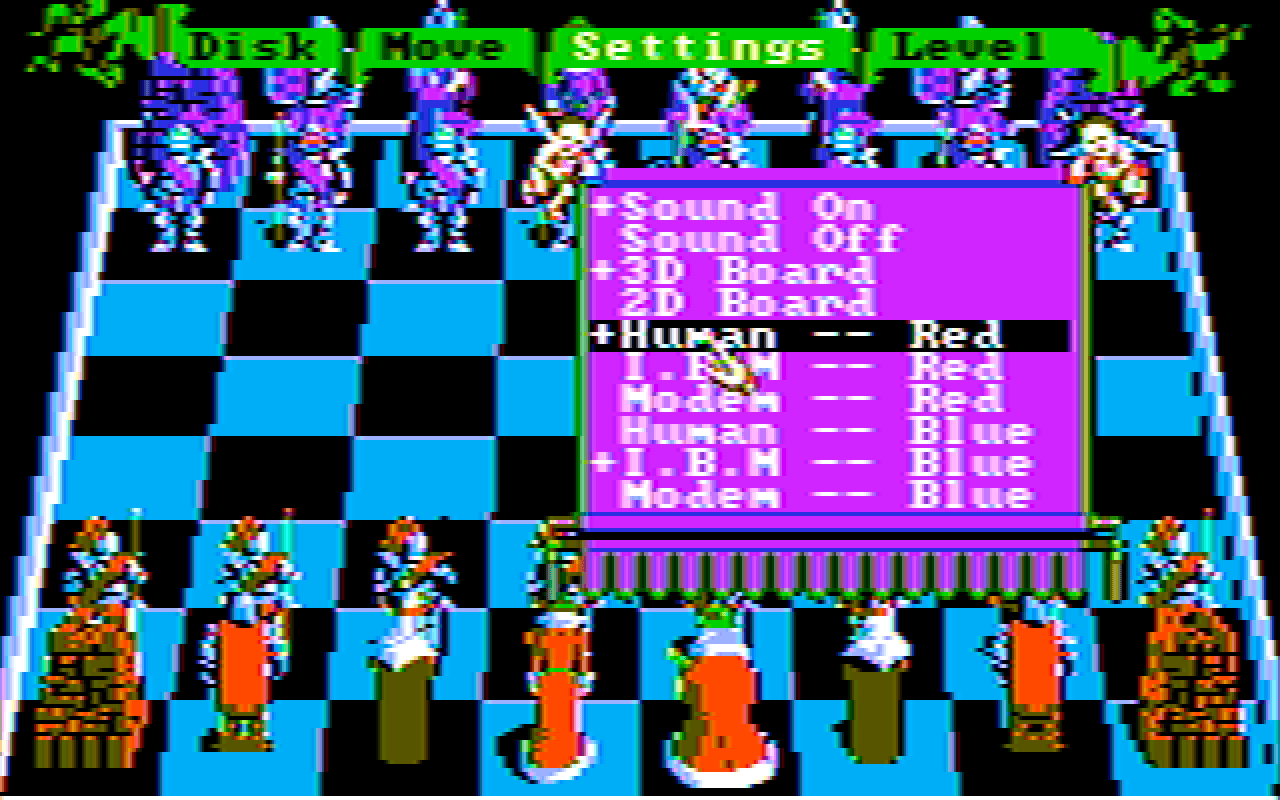 Disk Move Settings Level
+Sound On
Sound Off
+3D Board
2D Board
+Human -- Red
I.B.M -- Red
Modem -- Red
Human -- Blue
+I.B.M -- Blue
Modem -- Blue